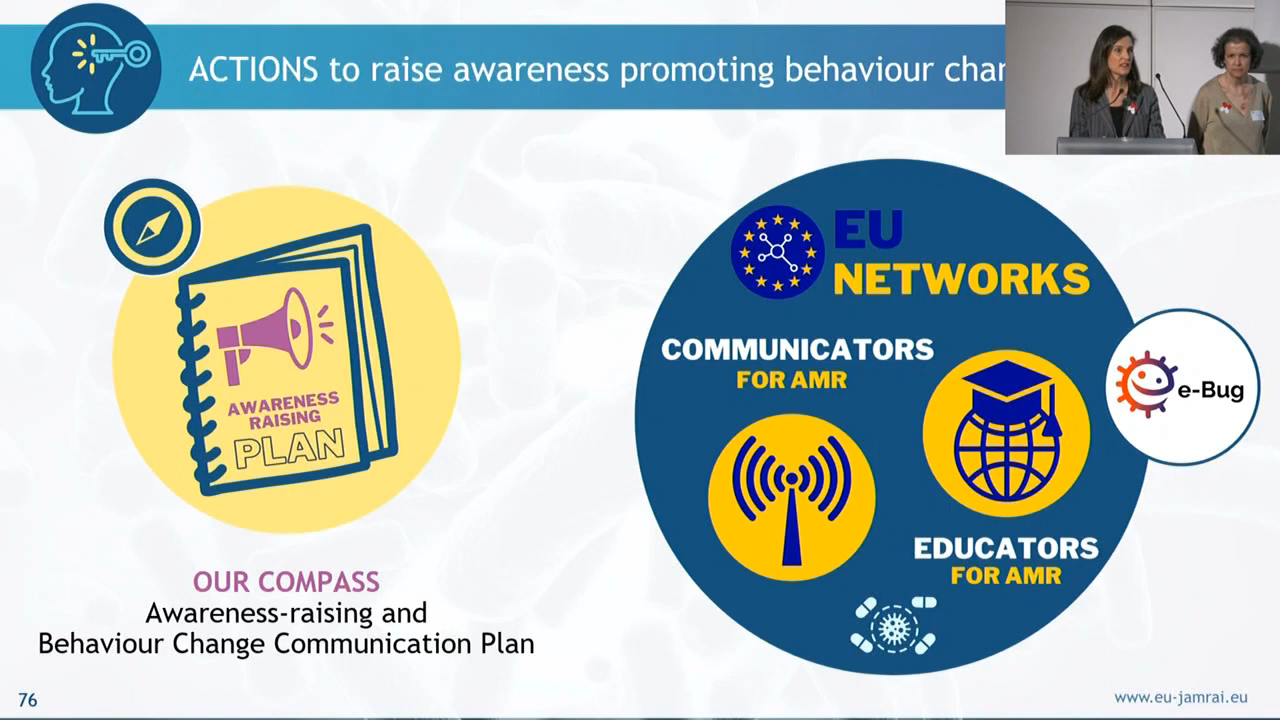 ACTIONS to raise awareness promoting behaviour
EU
NETWORKS
COMMUNICATORS
FOR AMR
e-Bug
AWARENESS
RAISING
PLAN
EDUCATORS
FOR AMR
OUR COMPASS
Awareness-raising and
Behaviour Change Communication Plan
76
www.eu-jamrai.eu